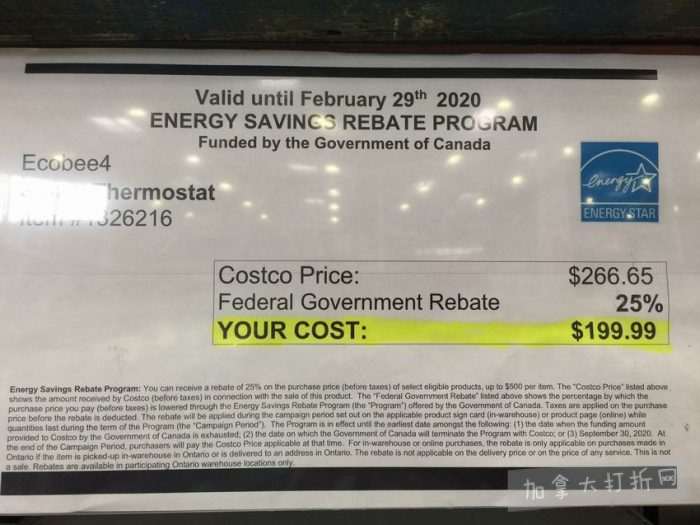 Valid until February 29th 2020
ENERGY SAVINGS REBATE PROGRAM
Funded by the Government of Canada
Ecobee4
Thermostat
Item #1326216
energy
ENERGY STAR
Costco Price: $266.65
Federal Government Rebate 25%
YOUR COST: $199.99
Energy Savings Rebate Program: You can receive a rebate of 25% on the purchase price (before taxes) of select eligible products, up to $500 per item. The "Costco Price" listed above
shows the amount received by Costco (before taxes) in connection with the sale of this product. The "Federal Government Rebate" listed above shows the percentage by which the
purchase price you pay (before taxes) is lowered through the Energy Savings Rebate Program (the "Program") offered by the Government of Canada. Taxes are applied on the purchase
price before the rebate is deducted. The rebate will be applied during the campaign period set out on the applicable product sign card (in-warehouse) or product page (online) while
quantities last during the term of the Program (the "Campaign Period"). The Program is in effect until the earliest date amongst the following: (1) the date when the funding amount
provided to Costco by the Government of Canada is exhausted; (2) the date on which the Government of Canada will terminate the Program with Costco; or (3) September 30, 2020. At
the end of the Campaign Period, purchasers will pay the Costco Price applicable at that time. For in-warehouse or online purchases, the rebate is only applicable on purchases made in
Ontario if the item is picked-up in-warehouse in Ontario or is delivered to an address in Ontario. The rebate is not applicable on the delivery price or on the price of any service. This is not
a sale. Rebates are available in participating Ontario warehouse locations only.
加拿大打折网